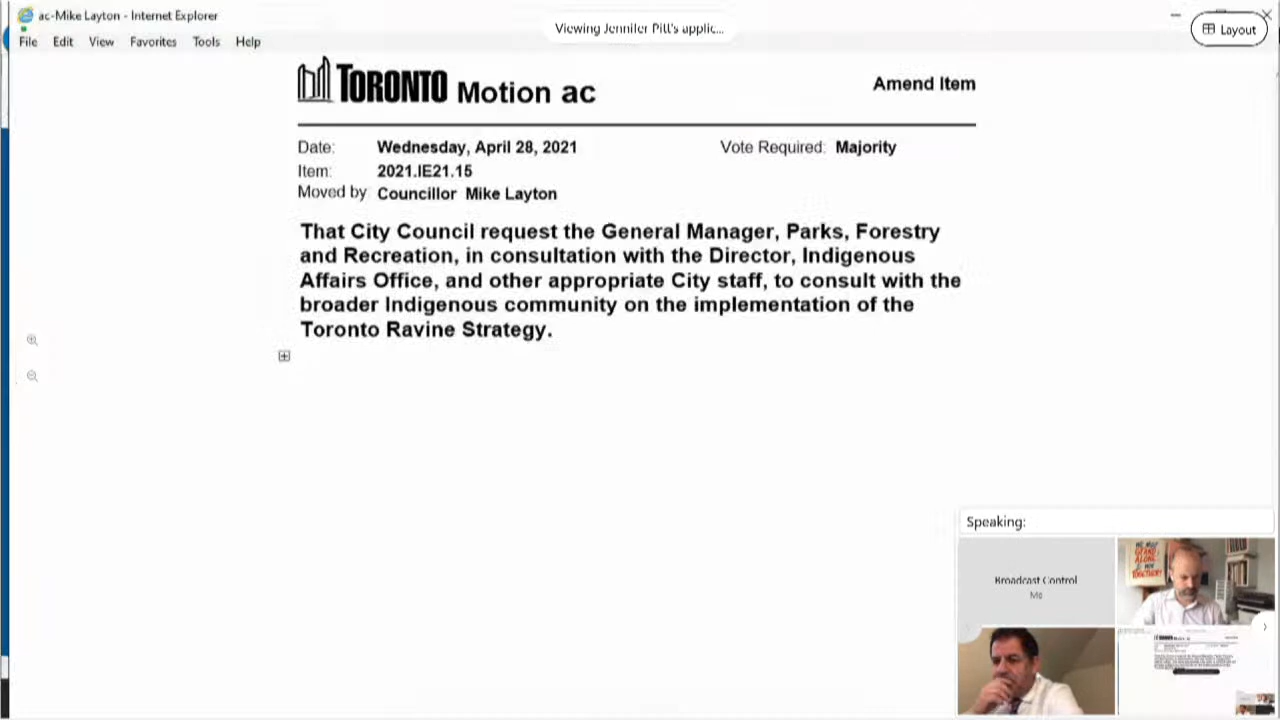 ac-Mike Layton - Internet Explorer
Viewing Jennifer Pill's applic...
Layout
File Edit View Favorites Tools Help
TORONTO Motion ac
Amend Item
Date: Wednesday, April 28, 2021
Vote Required: Majority
Item: 2021.IE21.15
Moved by Councillor Mike Layton
That City Council request the General Manager, Parks, Forestry
and Recreation, in consultation with the Director, Indigenous
Affairs Office, and other appropriate City staff, to consult with the
broader Indigenous community on the implementation of the
Toronto Ravine Strategy.
Speaking:
Broadcast Control
Me